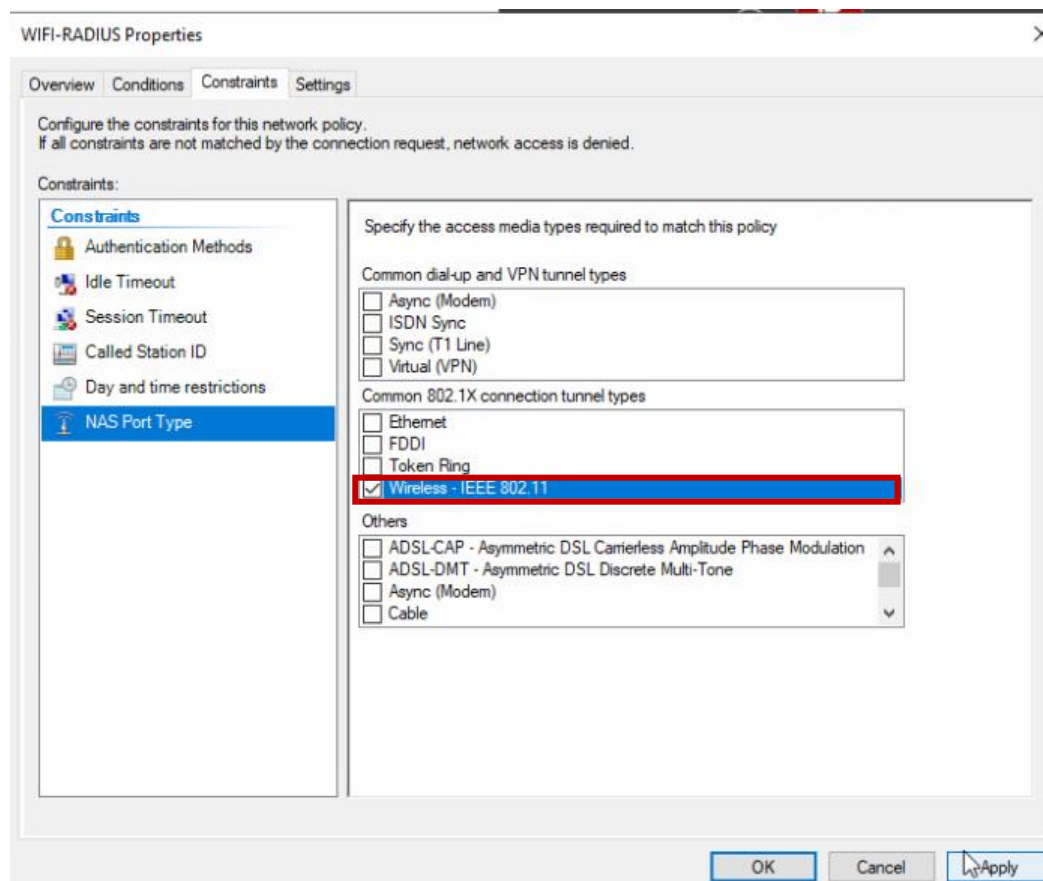 WIFI-RADIUS Properties
Overview Conditions Constraints Settings
Configure the constraints for this network policy.
If all constraints are not matched by the connection request, network access is denied.
Constraints:
Constraints
Authentication Methods
Idle Timeout
Session Timeout
Called Station ID
Day and time restrictions
NAS Port Type
Specify the access media types required to match this policy
Common dial-up and VPN tunnel types
Async (Modem)
ISDN Sync
Sync (T1 Line)
Virtual (VPN)
Common 802.1X connection tunnel types
Ethernet
FDDI
Token Ring
Wireless - IEEE 802.11
Others
ADSL-CAP - Asymmetric DSL Carrierless Amplitude Phase Modulation
ADSL-DMT - Asymmetric DSL Discrete Multi-Tone
Async (Modem)
Cable
OK Cancel Apply